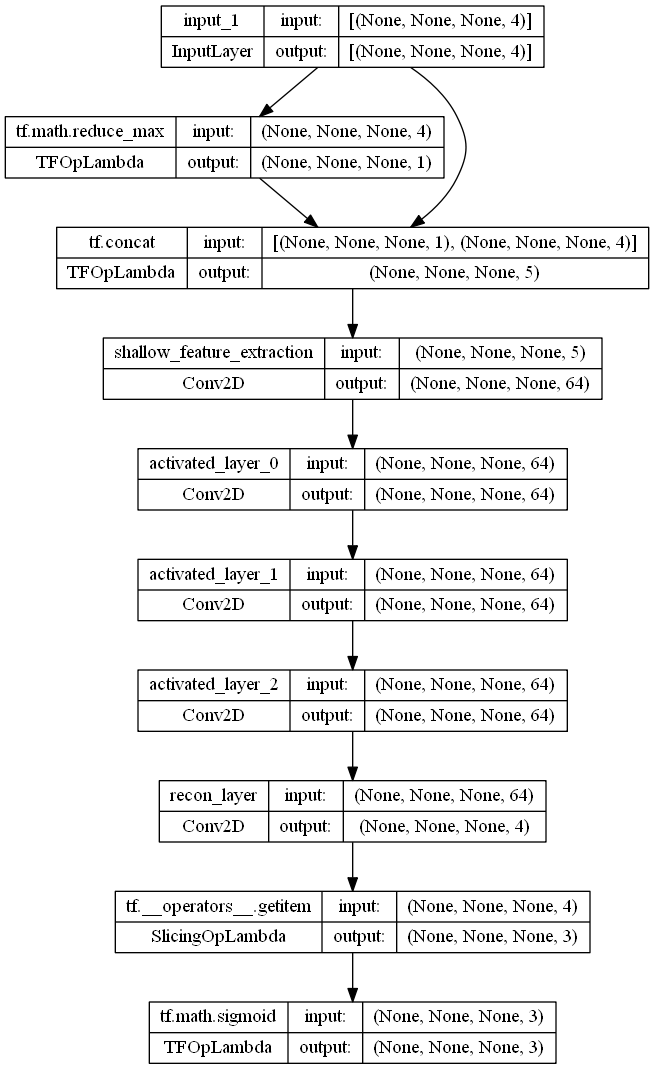 input_1 input: [(None, None, None, 4)]
InputLayer output: [(None, None, None, 4)]
tf.math.reduce_max input: (None, None, None, 4)
TFOpLambda output: (None, None, None, 1)
tf.concat input: [(None, None, None, 1), (None, None, None, 4)]
TFOpLambda output: (None, None, None, 5)
shallow_feature_extraction input: (None, None, None, 5)
Conv2D output: (None, None, None, 64)
activated_layer_0 input: (None, None, None, 64)
Conv2D output: (None, None, None, 64)
activated_layer_1 input: (None, None, None, 64)
Conv2D output: (None, None, None, 64)
activated_layer_2 input: (None, None, None, 64)
Conv2D output: (None, None, None, 64)
recon_layer input: (None, None, None, 64)
Conv2D output: (None, None, None, 4)
tf.__operators__.getitem input: (None, None, None, 4)
SlicingOpLambda output: (None, None, None, 3)
tf.math.sigmoid input: (None, None, None, 3)
TFOpLambda output: (None, None, None, 3)